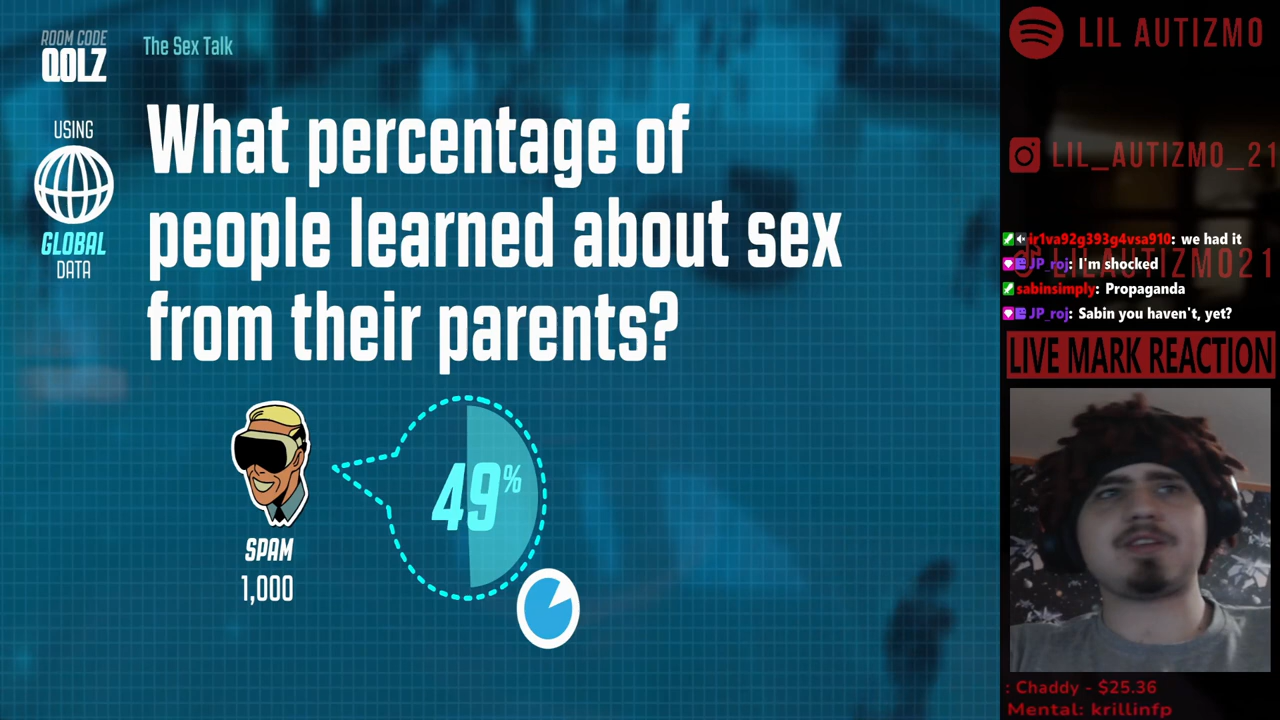 ROOM CODE
QOLZ
The Sex Talk
USING
GLOBAL
DATA
What percentage of
people learned about sex
from their parents?
49%
SPAM
1,000
LIL AUTIZMO
LIL_AUTIZMO_21
ir1va92g393g4vsa910: we had it
LILAUTIZMO21
JP_roj: I'm shocked
sabinsimply: Propaganda
JP_roj: Sabin you haven't, yet?
LIVE MARK REACTION
: Chaddy - $25.36
Mental: krillinfp